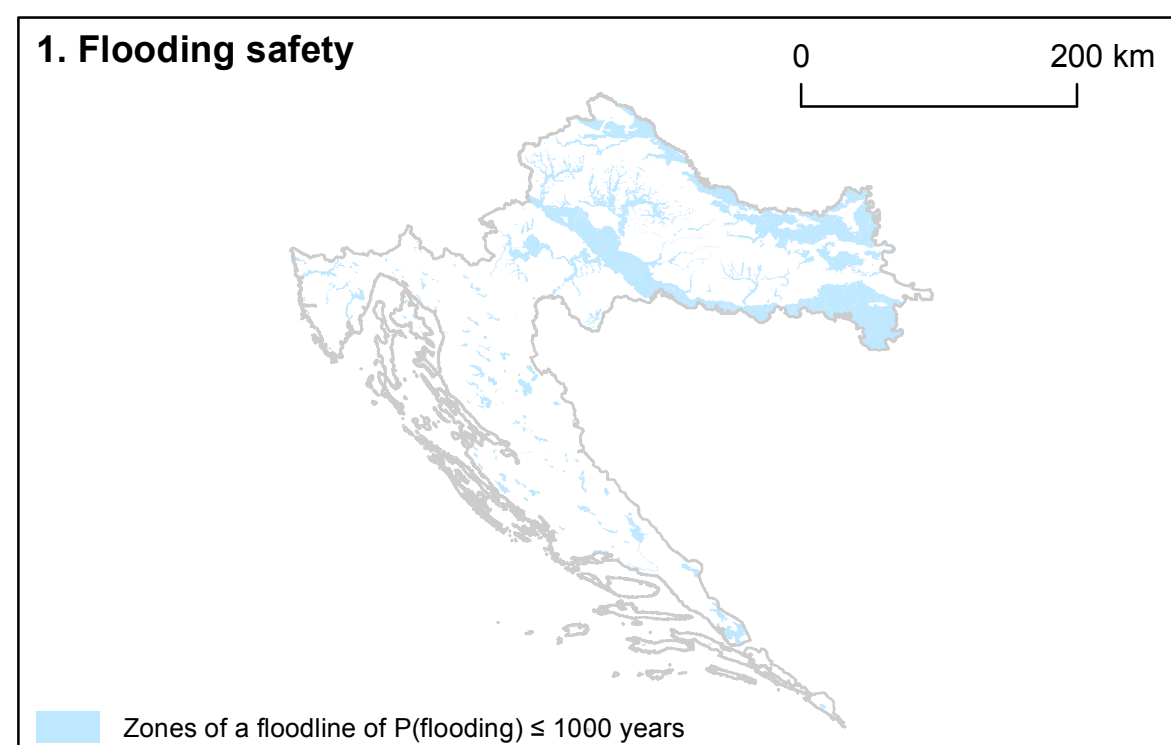 1. Flooding safety
0 200 km
Zones of a floodline of P(flooding) ≤ 1000 years